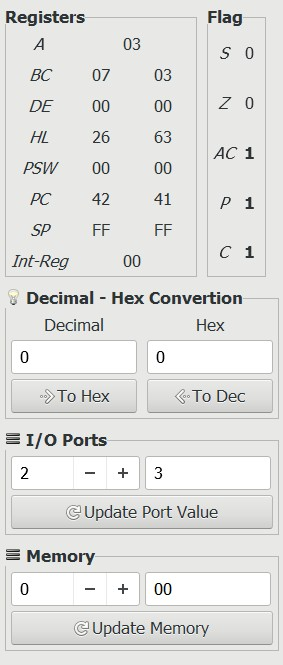 Registers
A 03
BC 07 03
DE 00 00
HL 26 63
PSW 00 00
PC 42 41
SP FF FF
Int-Reg 00
Flag
S 0
Z 0
AC 1
P 1
C 1
Decimal - Hex Convertion
Decimal Hex
0 0
To Hex To Dec
I/O Ports
2 − + 3
Update Port Value
Memory
0 − + 00
Update Memory